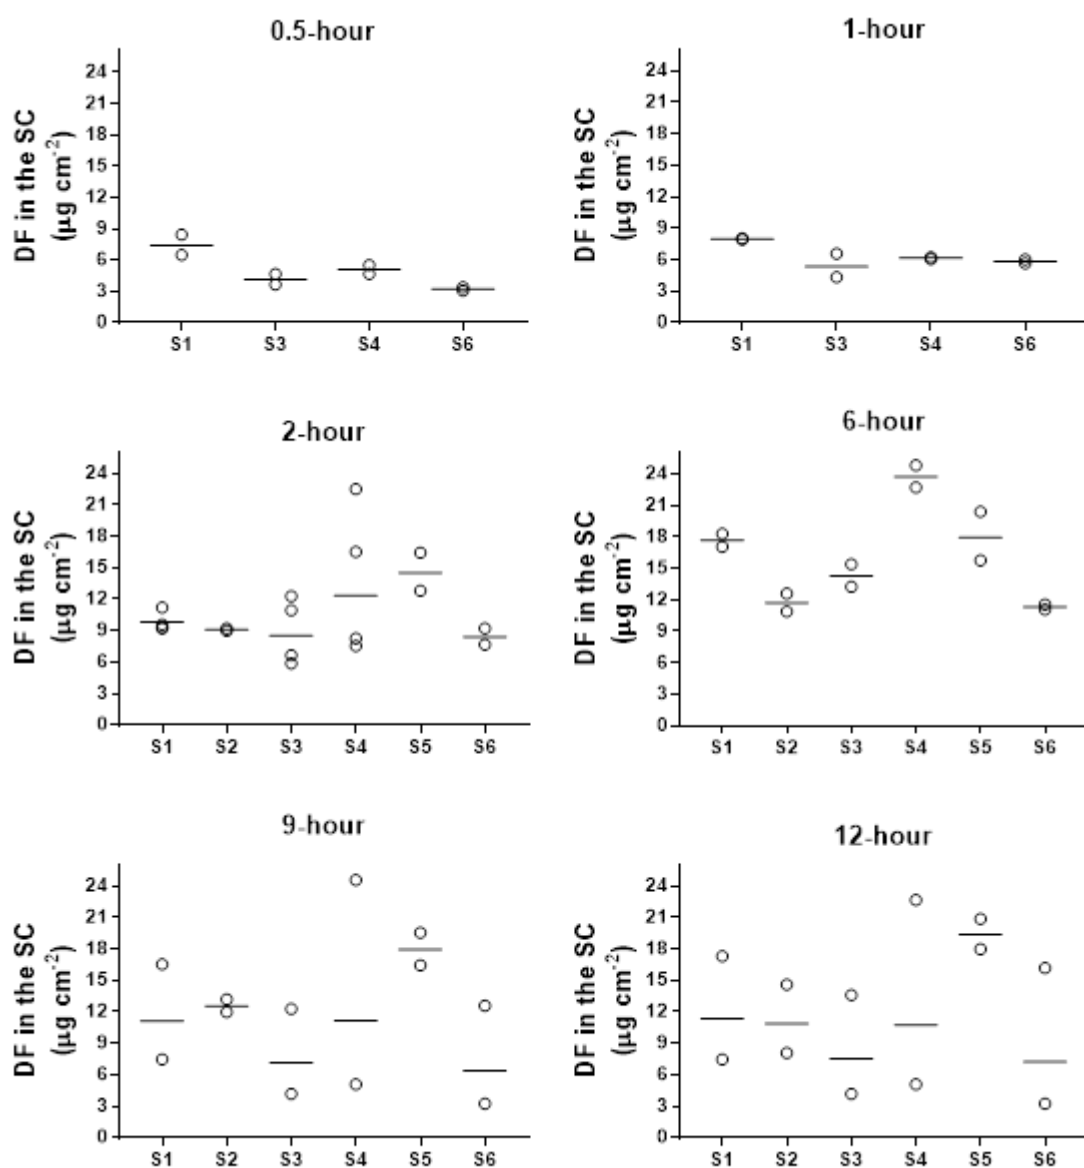 0.5-hour
DF in the SC
(µg cm-2)
24
21
18
15
12
9
6
3
0
S1 S3 S4 S6
1-hour
DF in the SC
(µg cm-2)
24
21
18
15
12
9
6
3
0
S1 S3 S4 S6
2-hour
DF in the SC
(µg cm-2)
24
21
18
15
12
9
6
3
0
S1 S2 S3 S4 S5 S6
6-hour
DF in the SC
(µg cm-2)
24
21
18
15
12
9
6
3
0
S1 S2 S3 S4 S5 S6
9-hour
DF in the SC
(µg cm-2)
24
21
18
15
12
9
6
3
0
S1 S2 S3 S4 S5 S6
12-hour
DF in the SC
(µg cm-2)
24
21
18
15
12
9
6
3
0
S1 S2 S3 S4 S5 S6